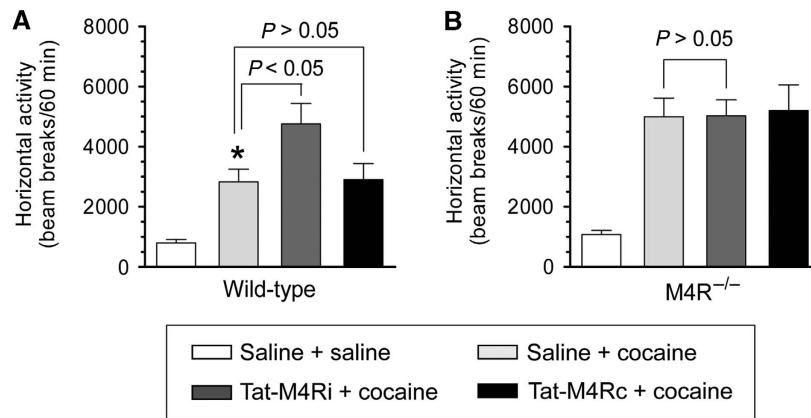 A
Horizontal activity
(beam breaks/60 min)
8000
6000
4000
2000
0
P > 0.05
P < 0.05
*
Wild-type
B
Horizontal activity
(beam breaks/60 min)
8000
6000
4000
2000
0
P > 0.05
M4R⁻/⁻
Saline + saline
Saline + cocaine
Tat-M4Ri + cocaine
Tat-M4Rc + cocaine